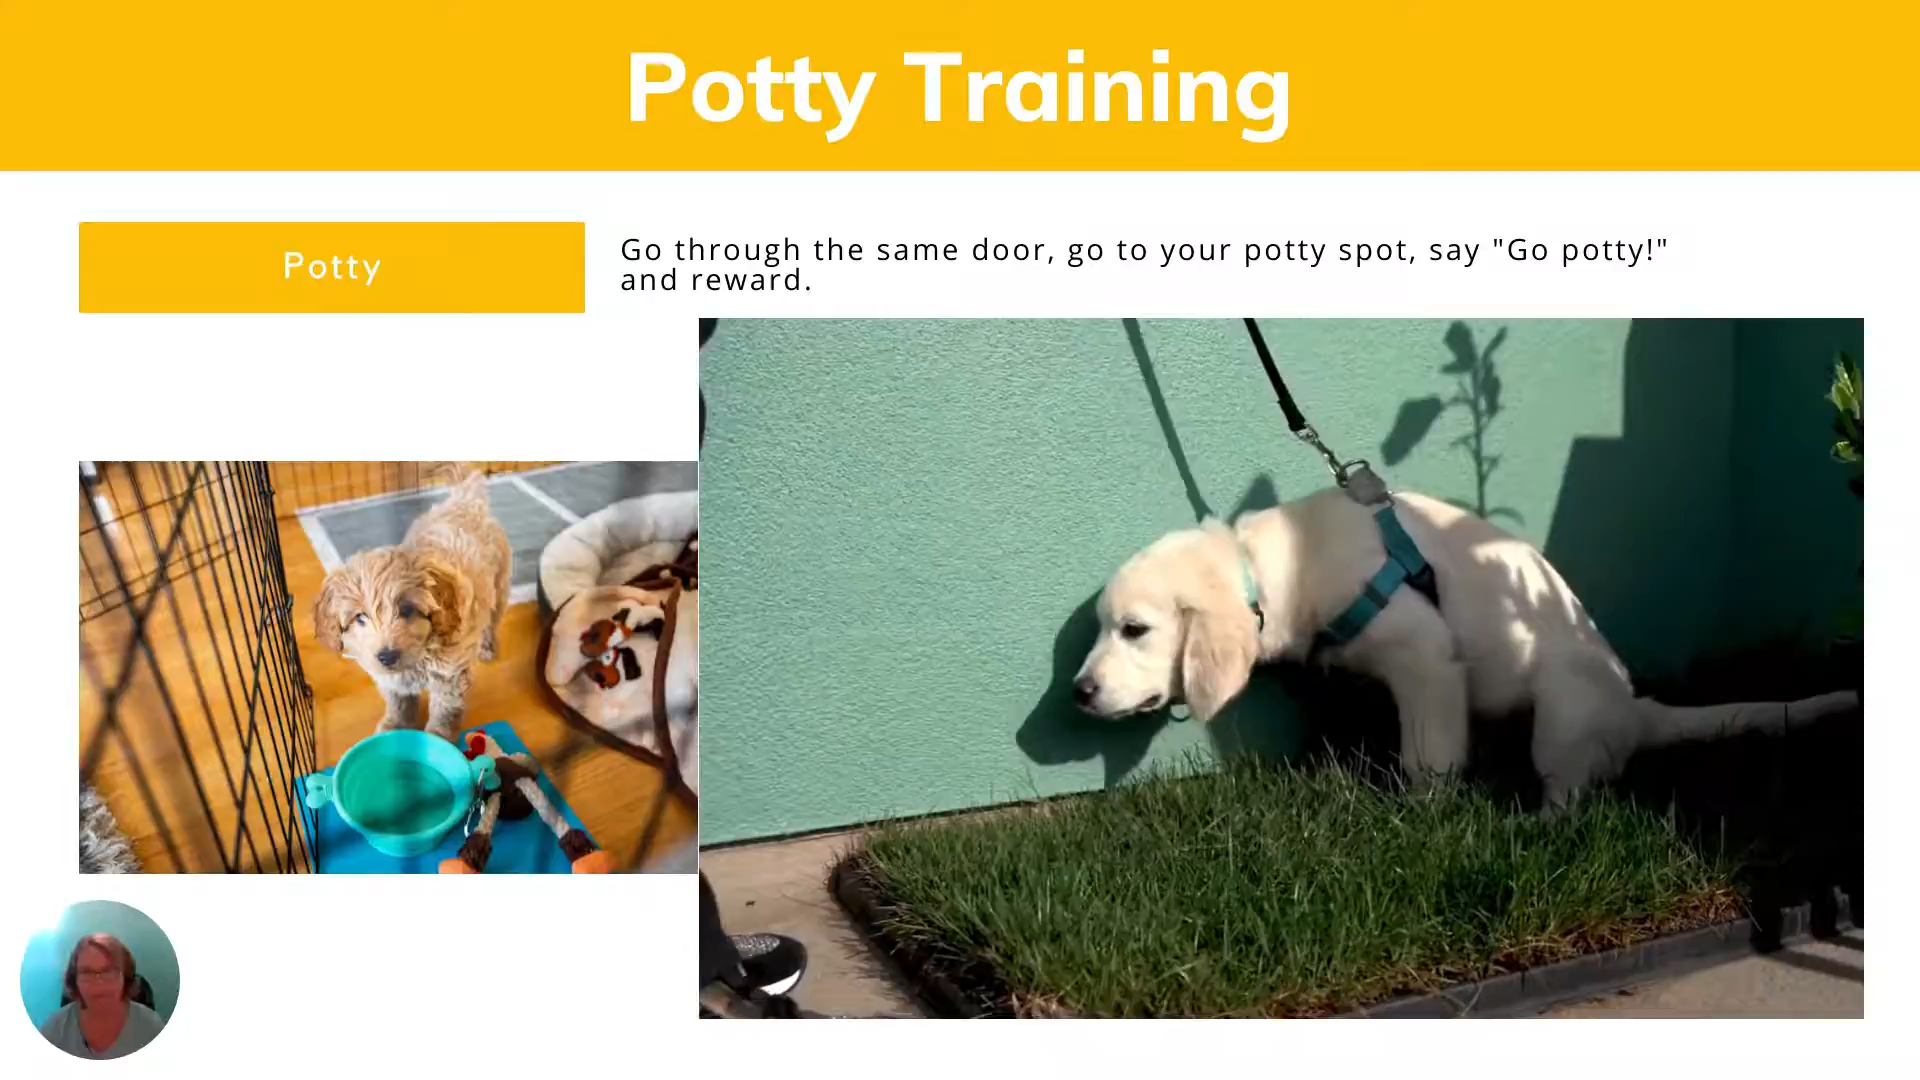 Potty Training
Potty
Go through the same door, go to your potty spot, say "Go potty!"
and reward.